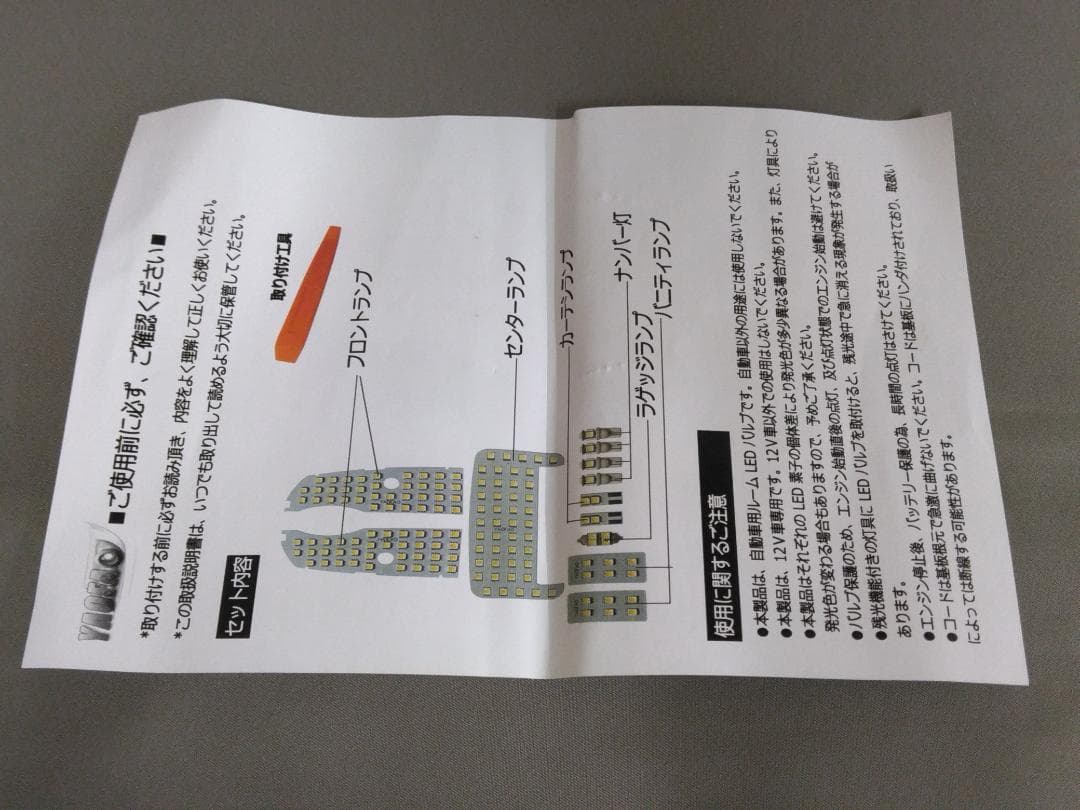 YAOMOV
■ご使用前に必ず、ご確認ください■
*取り付けする前に必ずお読み頂き、内容をよく理解して正しくお使いください。
*この取扱説明書は、いつでも取り出して読めるよう大切に保管してください。
セット内容
取り付け工具
フロントランプ
センターランプ
カーテシランプ
ナンバー灯
ラゲッジランプ
バニティランプ
使用に関するご注意
●本製品は、自動車用ルーム LED バルブです。自動車以外の用途には使用しないでください。
●本製品は、12V車専用です。12V車以外での使用はしないでください。
●本製品はそれぞれの LED 素子の個体差により発光色が多少異なる場合があります。また、灯具により
発光色が変わる場合もありますので、予めご了承ください。
●バルブ保護のため、エンジン始動直後の点灯、及び点灯状態でのエンジン始動は避けてください。
●残光機能付きの灯具に LED バルブを取付けると、残光途中で急に消える現象が発生する場合が
あります。
●エンジン停止後、バッテリー保護の為、長時間の点灯はさけてください。
●コードは基板根元で急激に曲げないでください。コードは基板にハンダ付けされており、取扱い
によっては断線する可能性があります。